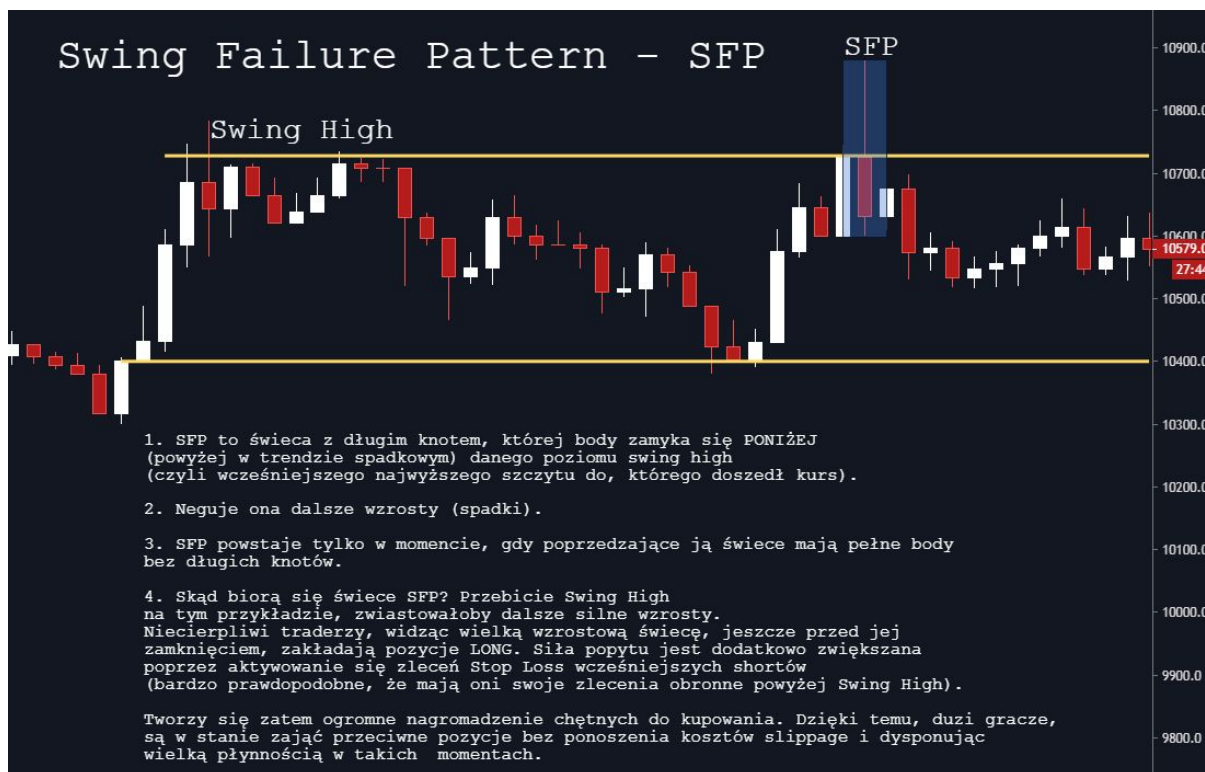 Swing Failure Pattern - SFP
SFP
Swing High
10900.0
10800.0
10700.0
10600.0
10579.0
27:44
10500.0
10400.0
10300.0
10200.0
10100.0
10000.0
9900.0
9800.0
1. SFP to świeca z długim knotem, której body zamyka się PONIŻEJ
(powyżej w trendzie spadkowym) danego poziomu swing high
(czyli wcześniejszego najwyższego szczytu do, którego doszedł kurs).
2. Neguje ona dalsze wzrosty (spadki).
3. SFP powstaje tylko w momencie, gdy poprzedzające ją świece mają pełne body
bez długich knotów.
4. Skąd biorą się świece SFP? Przebicie Swing High
na tym przykładzie, zwiastowałoby dalsze silne wzrosty.
Niecierpliwi traderzy, widząc wielką wzrostową świecę, jeszcze przed jej
zamknięciem, zakładają pozycje LONG. Siła popytu jest dodatkowo zwiększana
poprzez aktywowanie się zleceń Stop Loss wcześniejszych shortów
(bardzo prawdopodobne, że mają oni swoje zlecenia obronne powyżej Swing High).
Tworzy się zatem ogromne nagromadzenie chętnych do kupowania. Dzięki temu, duzi gracze,
są w stanie zająć przeciwne pozycje bez ponoszenia kosztów slippage i dysponując
wielką płynnością w takich momentach.